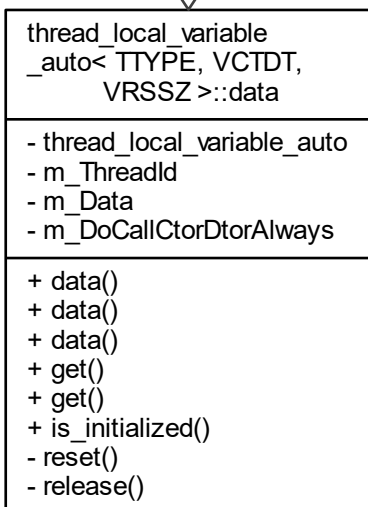 thread_local_variable
_auto< TTYPE, VCTDT,
VRSSZ >::data
- thread_local_variable_auto
- m_ThreadId
- m_Data
- m_DoCallCtorDtorAlways
+ data()
+ data()
+ data()
+ get()
+ get()
+ is_initialized()
- reset()
- release()